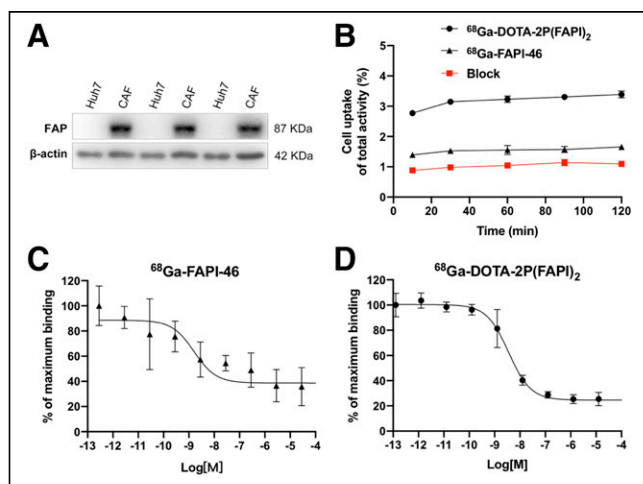 A
Huh7 CAF Huh7 CAF Huh7 CAF
FAP 87 KDa
β-actin 42 KDa
B
⁶⁸Ga-DOTA-2P(FAPI)₂
⁶⁸Ga-FAPI-46
Block
Cell uptake
of total activity (%)
5
4
3
2
1
0
0 20 40 60 80 100 120
Time (min)
C
⁶⁸Ga-FAPI-46
% of maximum binding
120
100
80
60
40
20
0
-13 -12 -11 -10 -9 -8 -7 -6 -5 -4
Log[M]
D
⁶⁸Ga-DOTA-2P(FAPI)₂
% of maximum binding
120
100
80
60
40
20
0
-13 -12 -11 -10 -9 -8 -7 -6 -5 -4
Log[M]